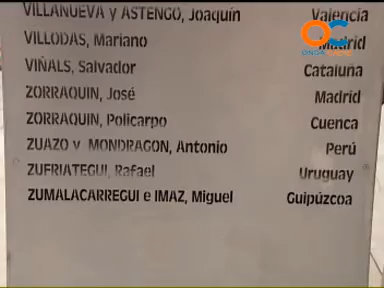 VILLANUEVA y ASTENGO, Joaquín Valencia
VILLODAS, Mariano Madrid
VIÑALS, Salvador Cataluña
ZORRAQUIN, José Madrid
ZORRAQUIN, Policarpo Cuenca
ZUAZO y MONDRAGON, Antonio Perú
ZUFRIATEGUI, Rafael Uruguay
ZUMALACARREGUI e IMAZ, Miguel Guipúzcoa